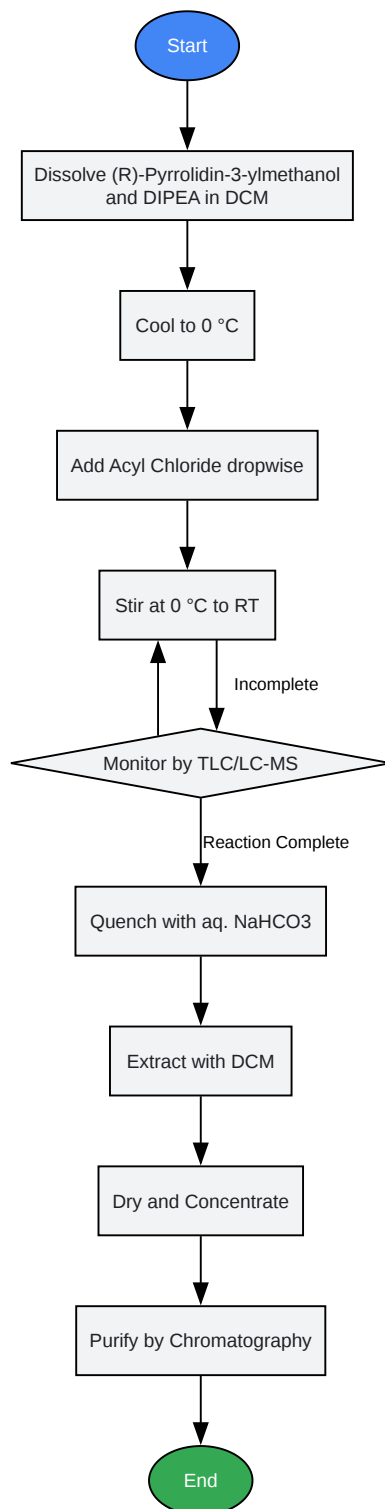 Start
Dissolve (R)-Pyrrolidin-3-ylmethanol
and DIPEA in DCM
Cool to 0 °C
Add Acyl Chloride dropwise
Stir at 0 °C to RT
Incomplete
Monitor by TLC/LC-MS
Reaction Complete
Quench with aq. NaHCO3
Extract with DCM
Dry and Concentrate
Purify by Chromatography
End